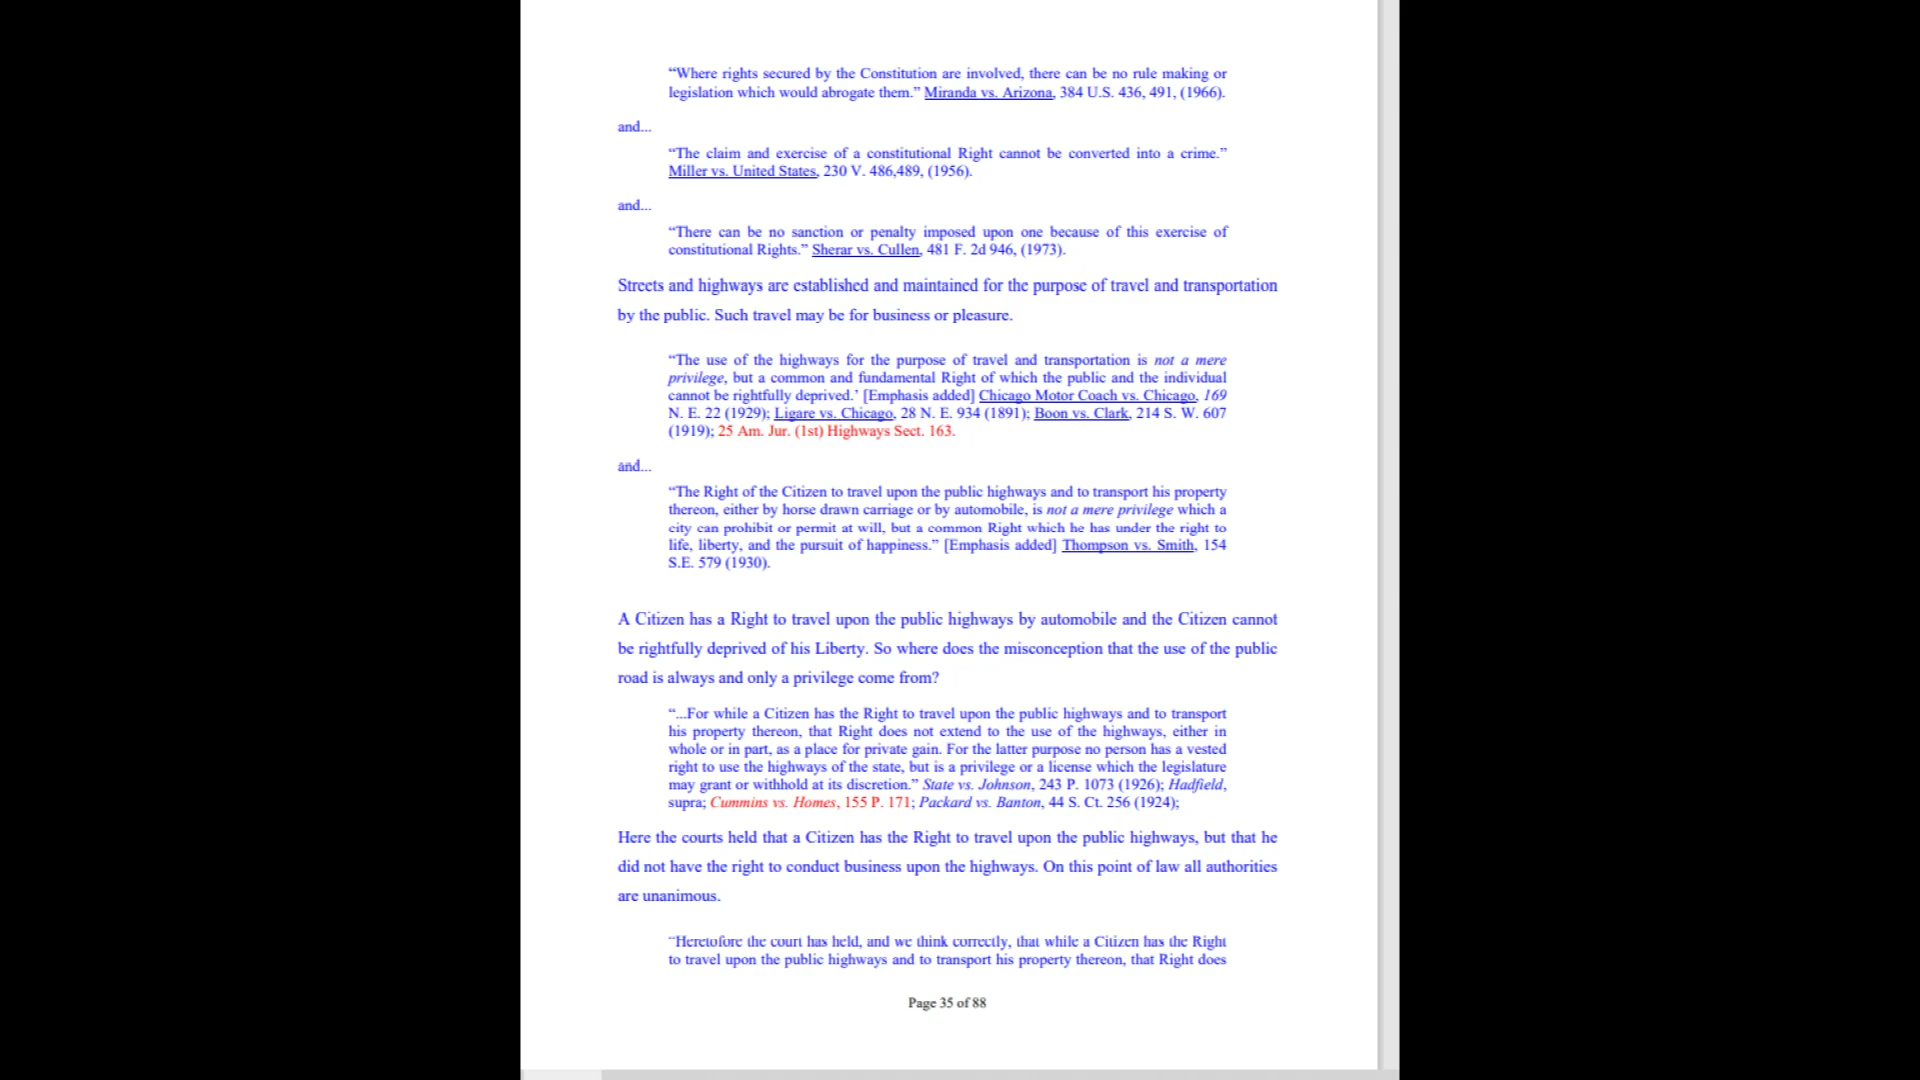 “Where rights secured by the Constitution are involved, there can be no rule making or
legislation which would abrogate them.” Miranda vs. Arizona, 384 U.S. 436, 491, (1966).
and...
“The claim and exercise of a constitutional Right cannot be converted into a crime.”
Miller vs. United States, 230 V. 486,489, (1956).
and...
“There can be no sanction or penalty imposed upon one because of this exercise of
constitutional Rights.” Sherar vs. Cullen, 481 F. 2d 946, (1973).
Streets and highways are established and maintained for the purpose of travel and transportation
by the public. Such travel may be for business or pleasure.
“The use of the highways for the purpose of travel and transportation is not a mere
privilege, but a common and fundamental Right of which the public and the individual
cannot be rightfully deprived.’ [Emphasis added] Chicago Motor Coach vs. Chicago, 169
N. E. 22 (1929); Ligare vs. Chicago, 28 N. E. 934 (1891); Boon vs. Clark, 214 S. W. 607
(1919); 25 Am. Jur. (1st) Highways Sect. 163.
and...
“The Right of the Citizen to travel upon the public highways and to transport his property
thereon, either by horse drawn carriage or by automobile, is not a mere privilege which a
city can prohibit or permit at will, but a common Right which he has under the right to
life, liberty, and the pursuit of happiness.” [Emphasis added] Thompson vs. Smith, 154
S.E. 579 (1930).
A Citizen has a Right to travel upon the public highways by automobile and the Citizen cannot
be rightfully deprived of his Liberty. So where does the misconception that the use of the public
road is always and only a privilege come from?
“...For while a Citizen has the Right to travel upon the public highways and to transport
his property thereon, that Right does not extend to the use of the highways, either in
whole or in part, as a place for private gain. For the latter purpose no person has a vested
right to use the highways of the state, but is a privilege or a license which the legislature
may grant or withhold at its discretion.” State vs. Johnson, 243 P. 1073 (1926); Hadfield,
supra; Cummins vs. Homes, 155 P. 171; Packard vs. Banton, 44 S. Ct. 256 (1924);
Here the courts held that a Citizen has the Right to travel upon the public highways, but that he
did not have the right to conduct business upon the highways. On this point of law all authorities
are unanimous.
“Heretofore the court has held, and we think correctly, that while a Citizen has the Right
to travel upon the public highways and to transport his property thereon, that Right does
Page 35 of 88